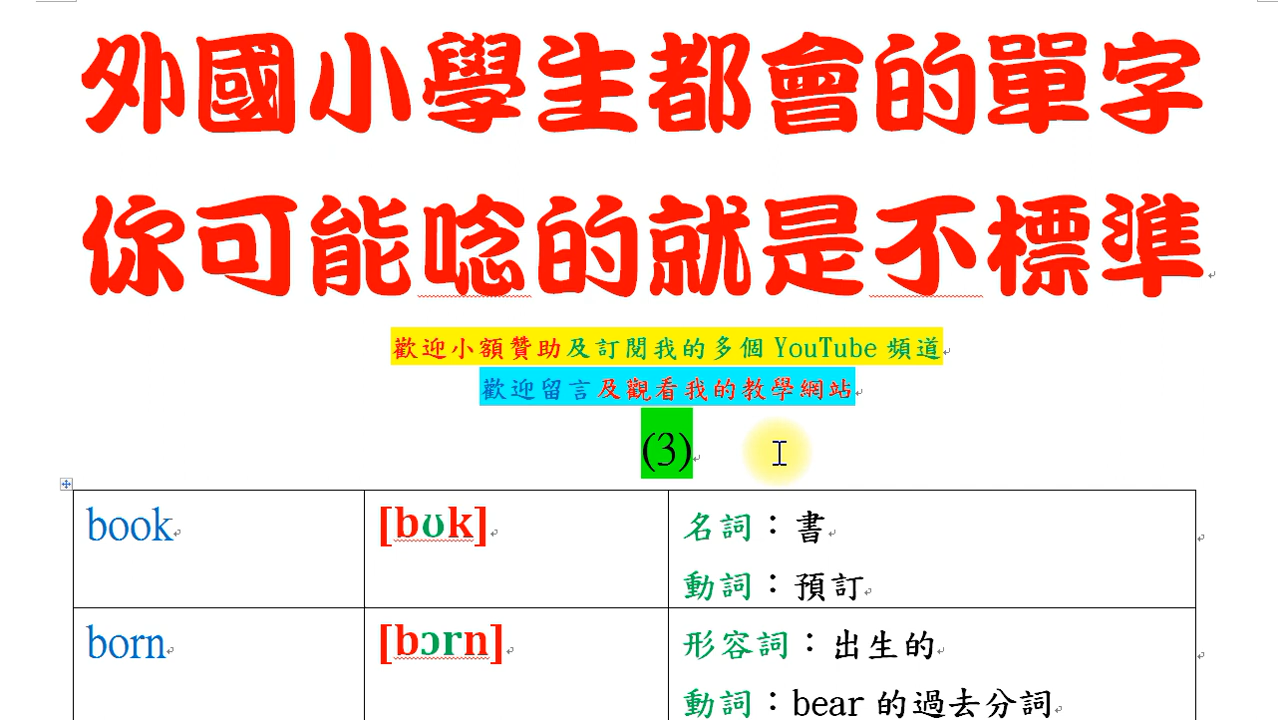 外國小學生都會的單字
你可能唸的就是不標準
歡迎小額贊助及訂閱我的多個 YouTube 頻道
歡迎留言及觀看我的教學網站
(3)
book [bʊk] 名詞：書
動詞：預訂
born [bɔrn] 形容詞：出生的
動詞：bear 的過去分詞